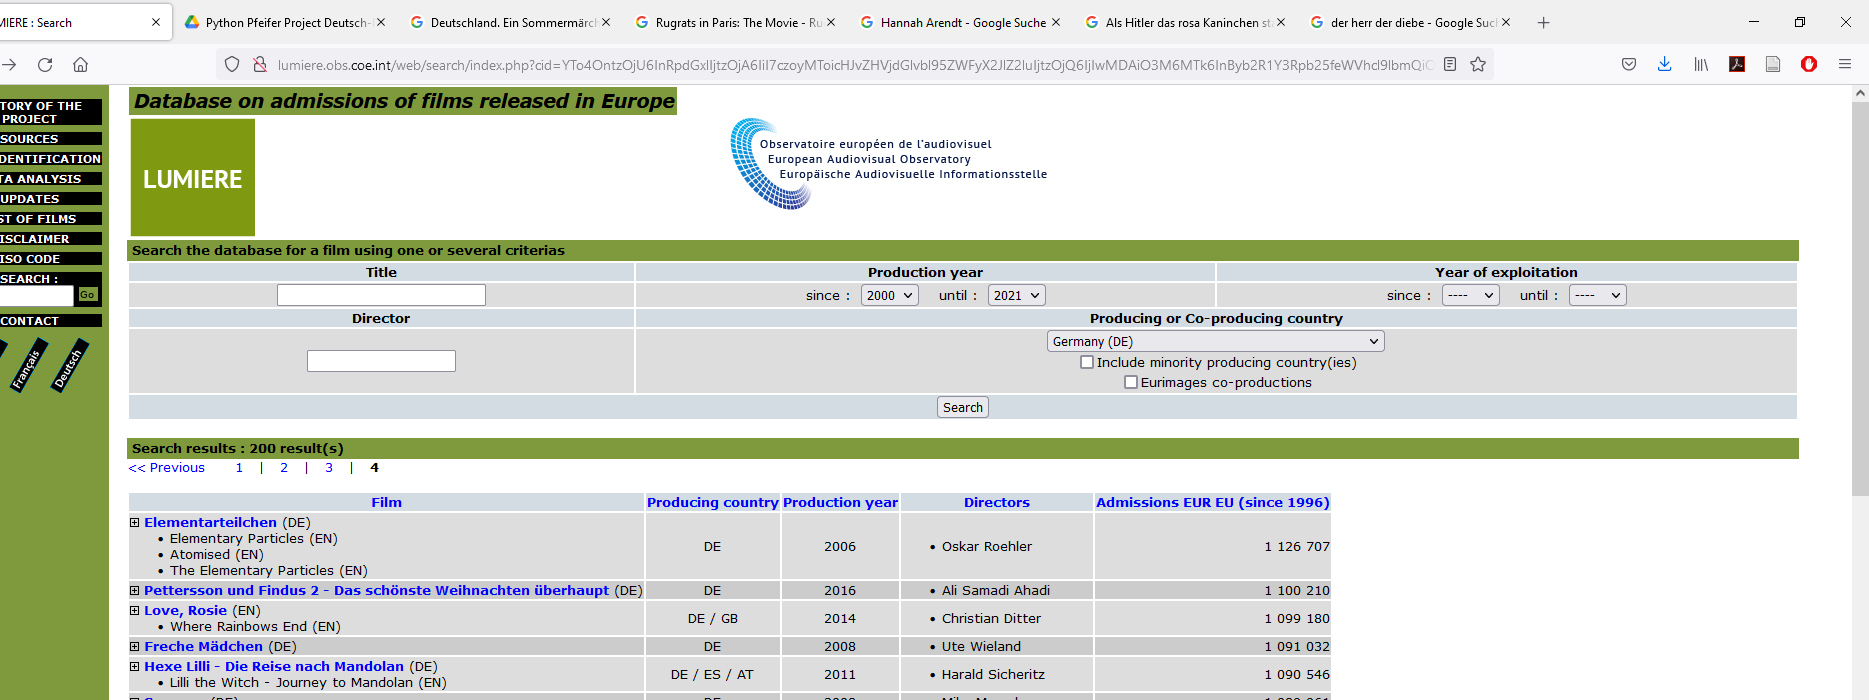 MIERE : Search
Python Pfeifer Project Deutsch-
Deutschland. Ein Sommermärch
Rugrats in Paris: The Movie - Ru
Hannah Arendt - Google Suche
Als Hitler das rosa Kaninchen sta
der herr der diebe - Google Such
lumiere.obs.coe.int/web/search/index.php?
Database on admissions of films released in Europe
TORY OF THE
PROJECT
SOURCES
DENTIFICATION
TA ANALYSIS
UPDATES
ST OF FILMS
ISCLAIMER
ISO CODE
SEARCH :
Go
CONTACT
Français
Deutsch
LUMIERE
Observatoire européen de l'audiovisuel
European Audiovisual Observatory
Europäische Audiovisuelle Informationsstelle
Search the database for a film using one or several criterias
Title Production year Year of exploitation
since : 2000 until : 2021 since : ---- until : ----
Director Producing or Co-producing country
Germany (DE)
Include minority producing country(ies)
Eurimages co-productions
Search
Search results : 200 result(s)
<< Previous 1 | 2 | 3 | 4
Film Producing country Production year Directors Admissions EUR EU (since 1996)
Elementarteilchen (DE)
• Elementary Particles (EN)
• Atomised (EN)
• The Elementary Particles (EN)
DE 2006 • Oskar Roehler 1 126 707
Pettersson und Findus 2 - Das schönste Weihnachten überhaupt (DE) DE 2016 • Ali Samadi Ahadi 1 100 210
Love, Rosie (EN)
• Where Rainbows End (EN)
DE / GB 2014 • Christian Ditter 1 099 180
Freche Mädchen (DE) DE 2008 • Ute Wieland 1 091 032
Hexe Lilli - Die Reise nach Mandolan (DE)
• Lilli the Witch - Journey to Mandolan (EN)
DE / ES / AT 2011 • Harald Sicheritz 1 090 546